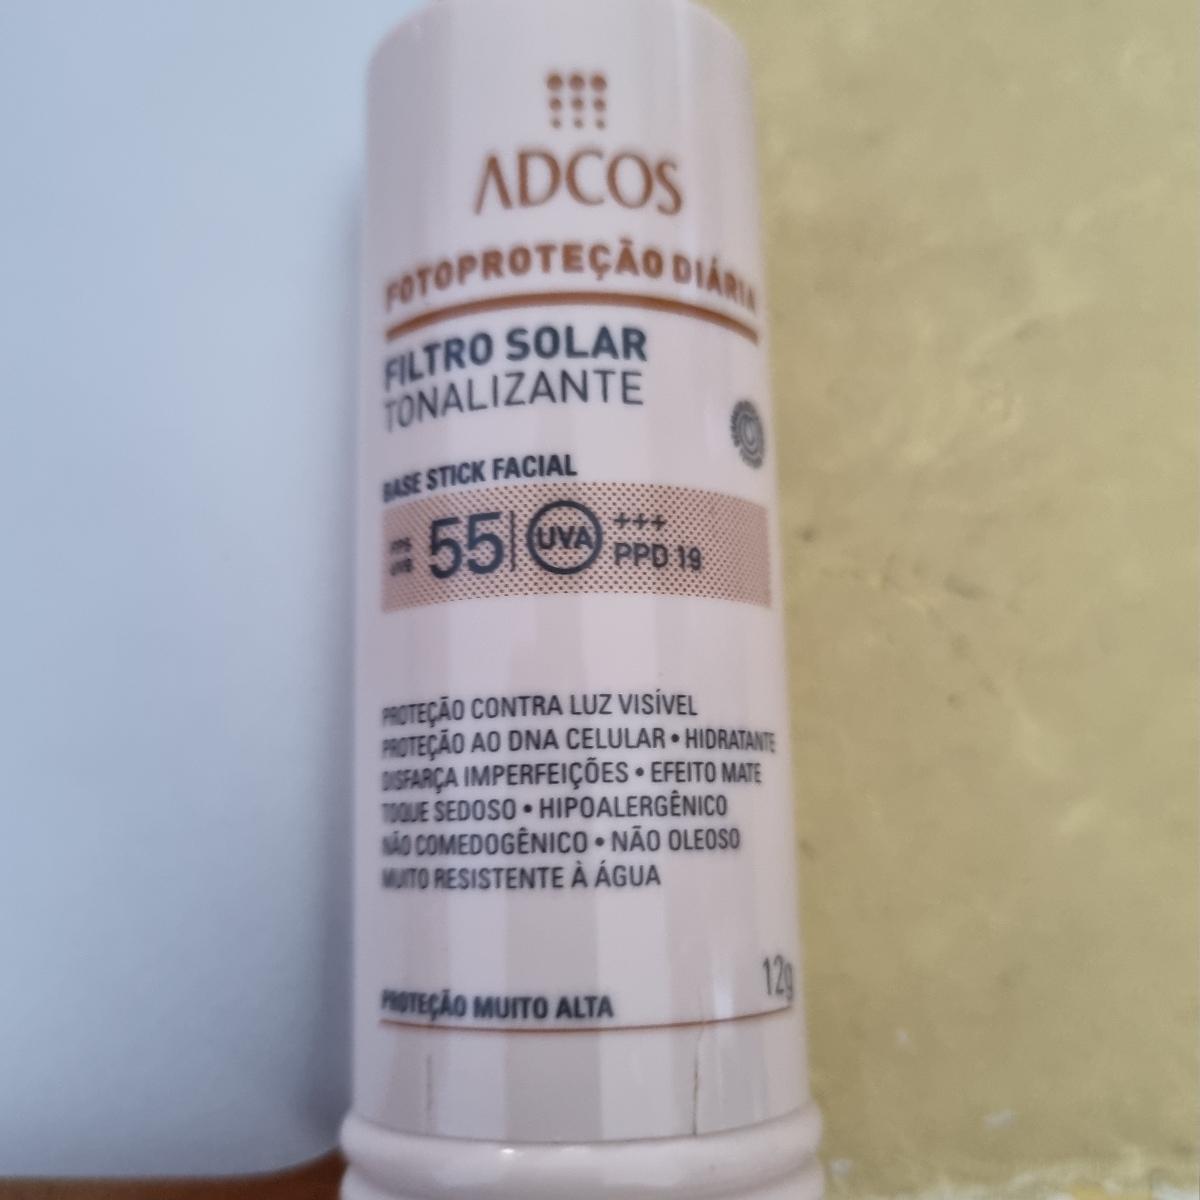 ADCOS
FOTOPROTEÇÃO DIÁRIA
FILTRO SOLAR
TONALIZANTE
BASE STICK FACIAL
FPS UVB 55 UVA +++ PPD 19
PROTEÇÃO CONTRA LUZ VISÍVEL
PROTEÇÃO AO DNA CELULAR • HIDRATANTE
DISFARÇA IMPERFEIÇÕES • EFEITO MATE
TOQUE SEDOSO • HIPOALERGÊNICO
NÃO COMEDOGÊNICO • NÃO OLEOSO
MUITO RESISTENTE À ÁGUA
12g
PROTEÇÃO MUITO ALTA